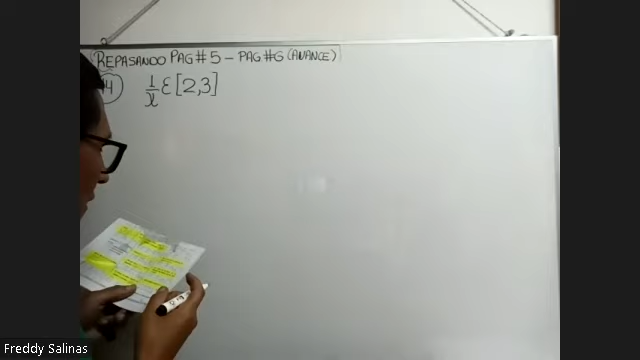 REPASANDO PAG#5 - PAG#6 (AVANCE)
4 1/x ε [2,3]
Freddy Salinas